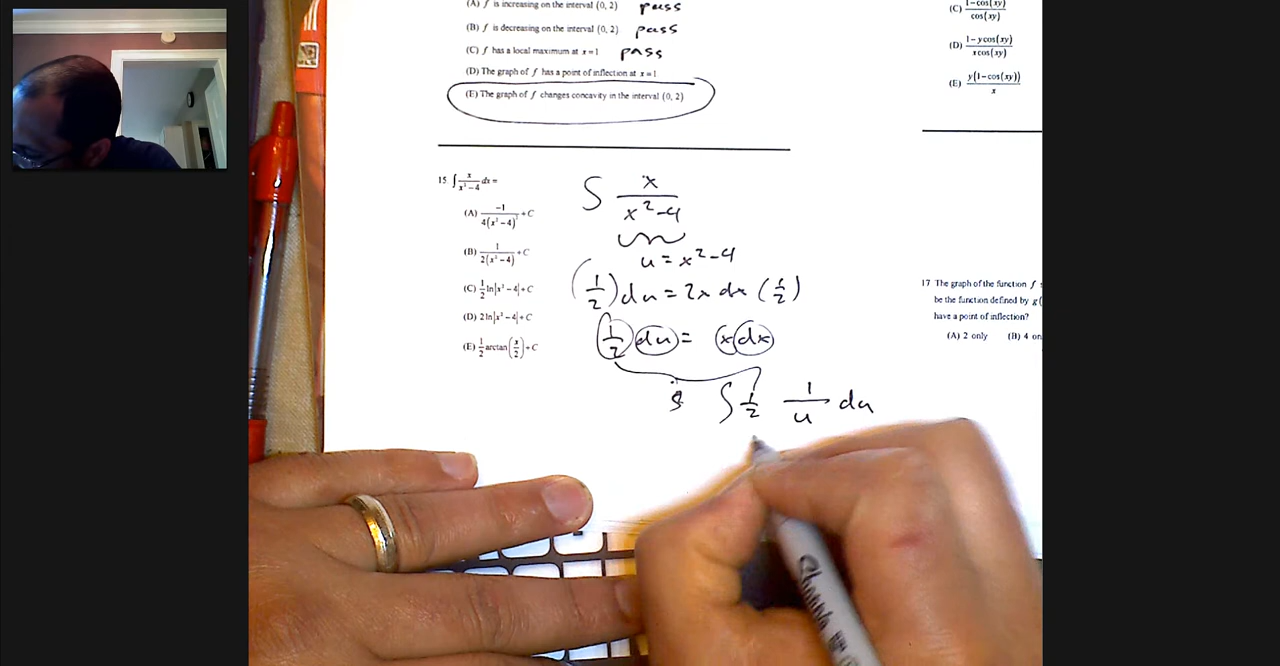 (A) f is increasing on the interval (0, 2) pass
(B) f is decreasing on the interval (0, 2) pass
(C) f has a local maximum at x = 1 pass
(D) The graph of f has a point of inflection at x = 1
(E) The graph of f changes concavity in the interval (0, 2)
15. ∫ x/(x² − 4) dx =
(A) −1/(4(x² − 4)²) + C
(B) 1/(2(x² − 4)) + C
(C) 1/2 ln|x² − 4| + C
(D) 2 ln|x² − 4| + C
(E) 1/2 arctan(x/2) + C
∫ x/(x² − 4)
u = x² − 4
(1/2) du = 2x dx (1/2)
1/2 du = x dx
∫ 1/2 1/u du
(C) (1 − cos(xy))/cos(xy)
(D) (1 − y cos(xy))/(x cos(xy))
(E) (y(1 − cos(xy)))/x
17 The graph of the function f
be the function defined by g(
have a point of inflection?
(A) 2 only (B) 4 on
Sharpie